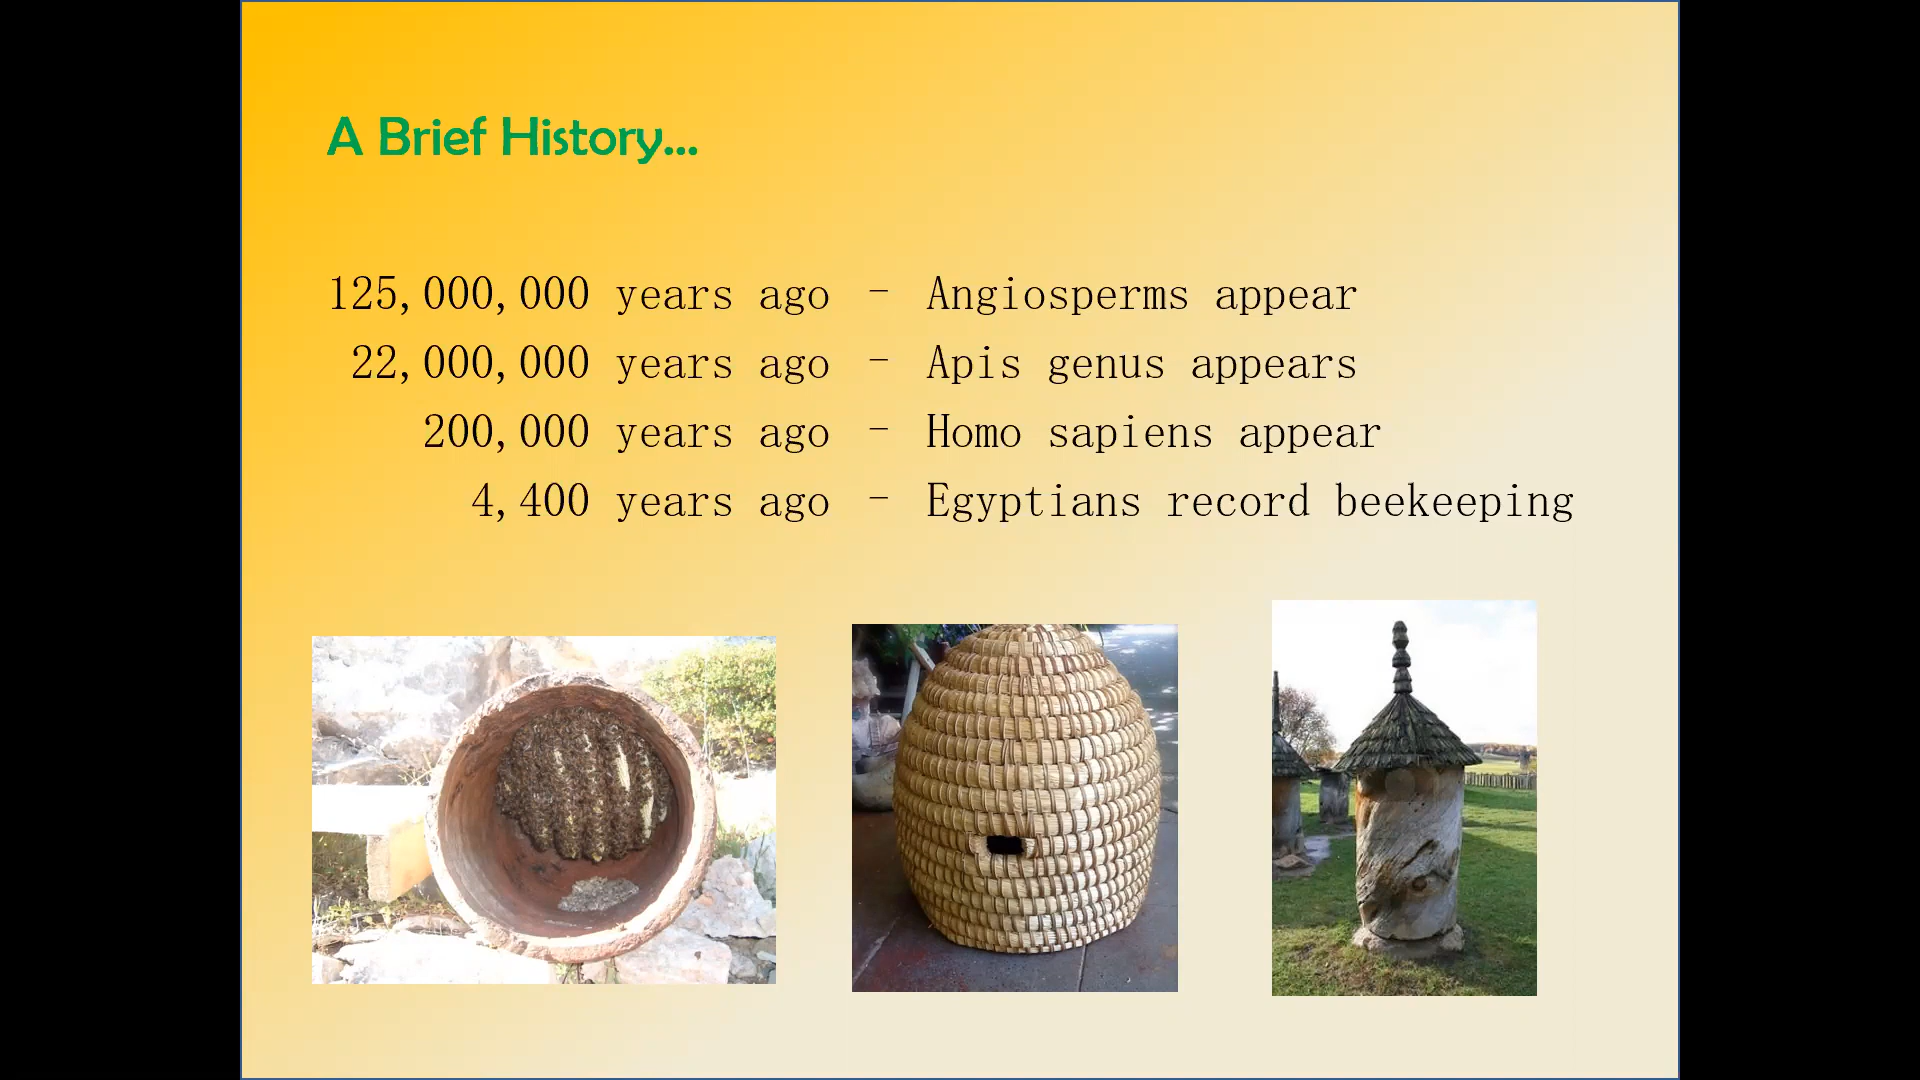 A Brief History...
125,000,000 years ago - Angiosperms appear
22,000,000 years ago - Apis genus appears
200,000 years ago - Homo sapiens appear
4,400 years ago - Egyptians record beekeeping